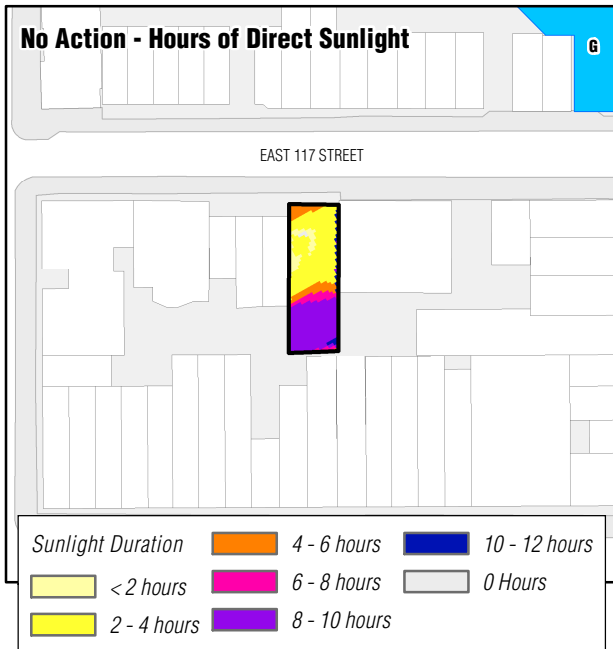 No Action - Hours of Direct Sunlight
G
EAST 117 STREET
Sunlight Duration
< 2 hours
2 - 4 hours
4 - 6 hours
6 - 8 hours
8 - 10 hours
10 - 12 hours
0 Hours